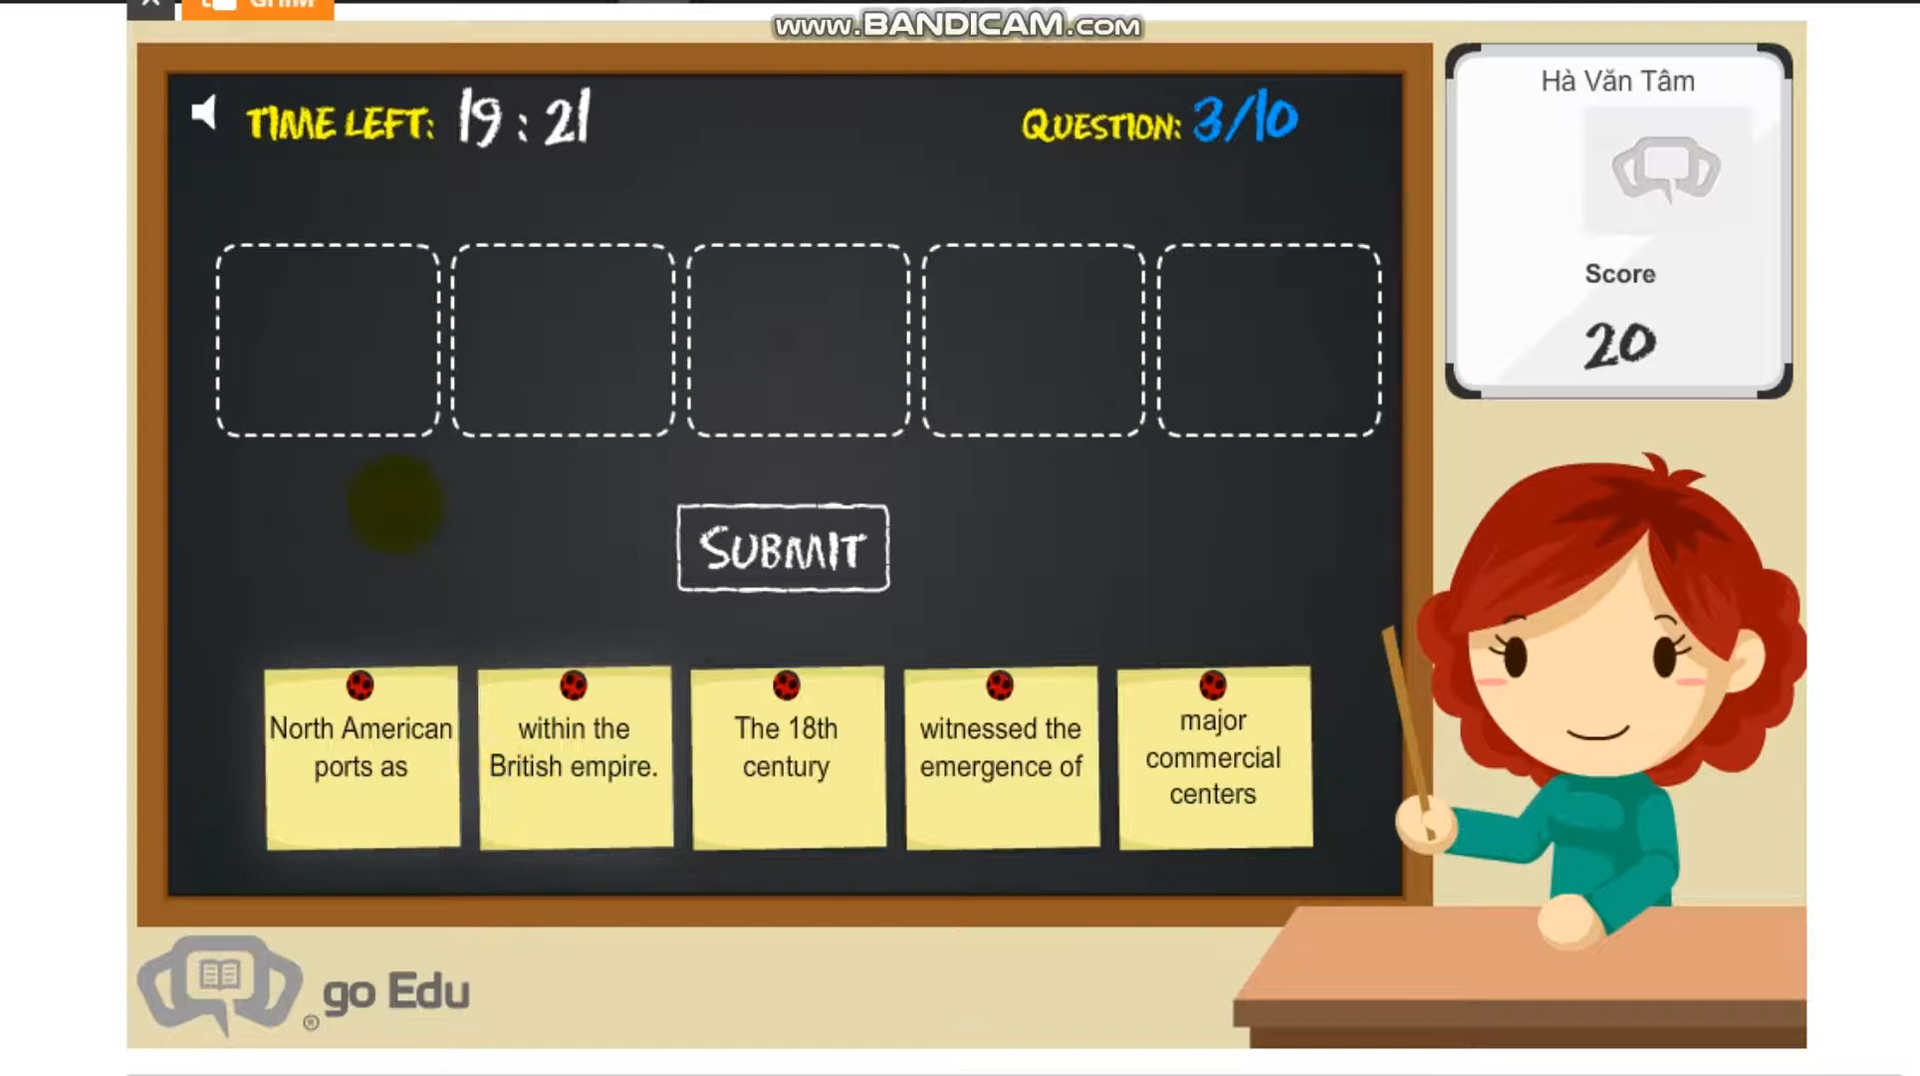 GHIM
www.BANDICAM.com
TIME LEFT: 19 : 21
QUESTION: 3/10
Hà Văn Tâm
Score
20
SUBMIT
North American
ports as
within the
British empire.
The 18th
century
witnessed the
emergence of
major
commercial
centers
® go Edu